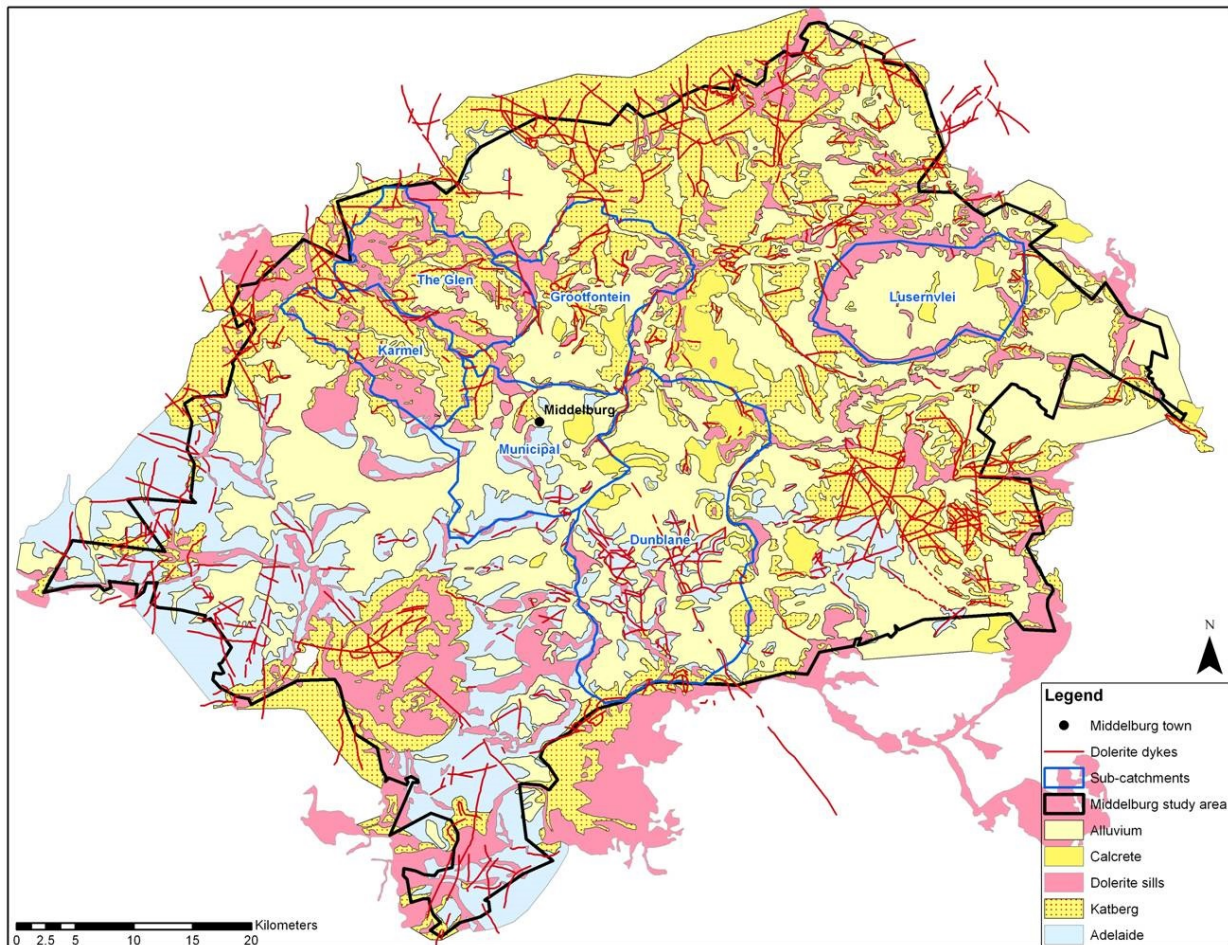 The Glen
Grootfontein
Lusernvlei
Karmel
Middelburg
Municipal
Dunblane
N
Legend
Middelburg town
Dolerite dykes
Sub-catchments
Middelburg study area
Alluvium
Calcrete
Dolerite sills
Katberg
Adelaide
Kilometers
0 2.5 5 10 15 20